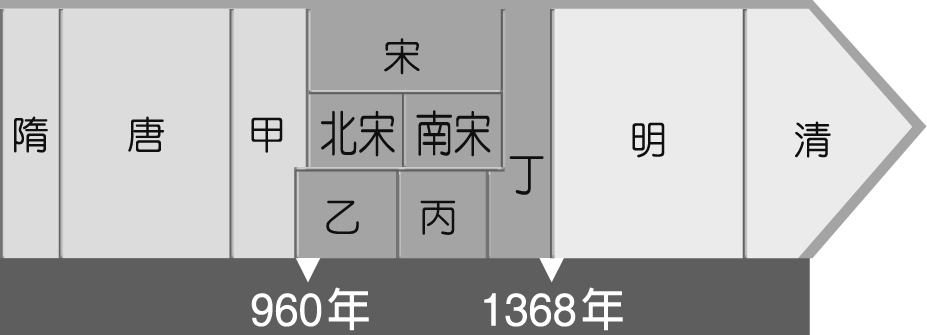 隋
唐
甲
宋
北宋
南宋
乙
丙
丁
明
清
960年
1368年